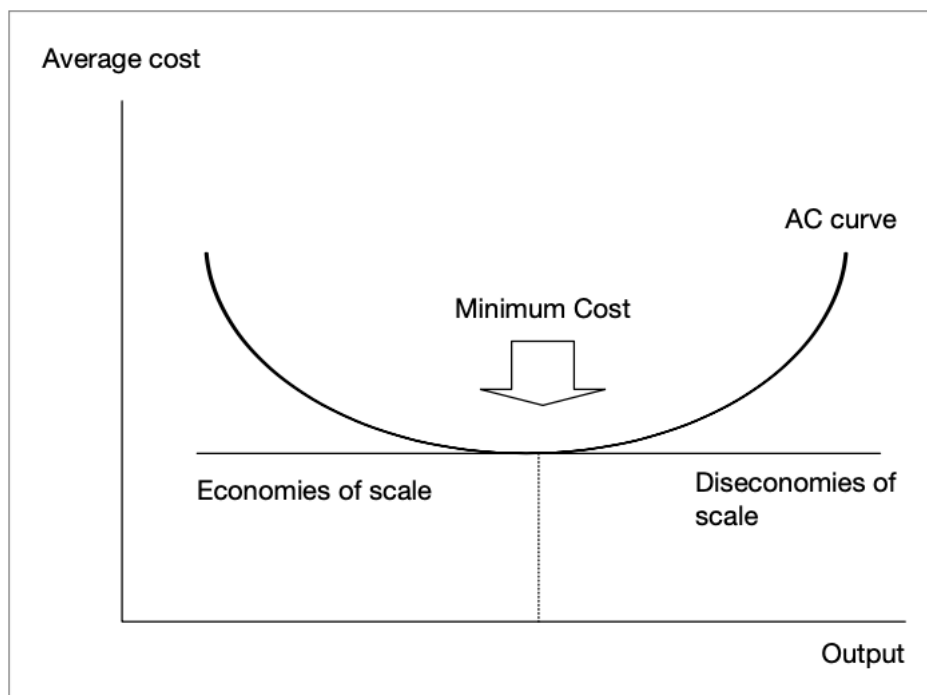 Average cost
AC curve
Minimum Cost
Economies of scale
Diseconomies of
scale
Output